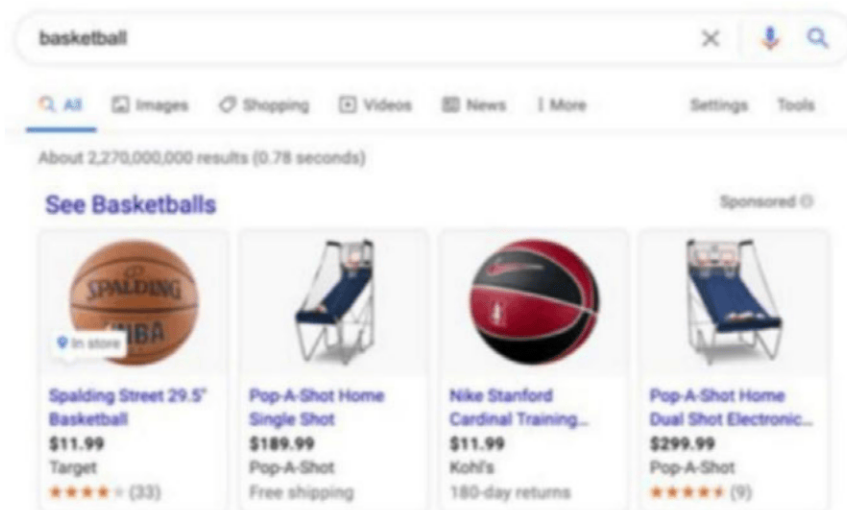 basketball
All Images Shopping Videos News More Settings Tools
About 2,270,000,000 results (0.78 seconds)
See Basketballs Sponsored
SPALDING
NBA
In store
Spalding Street 29.5"
Basketball
$11.99
Target
(33)
Pop-A-Shot Home
Single Shot
$189.99
Pop-A-Shot
Free shipping
Nike Stanford
Cardinal Training...
$11.99
Kohl's
180-day returns
Pop-A-Shot Home
Dual Shot Electronic...
$299.99
Pop-A-Shot
(9)